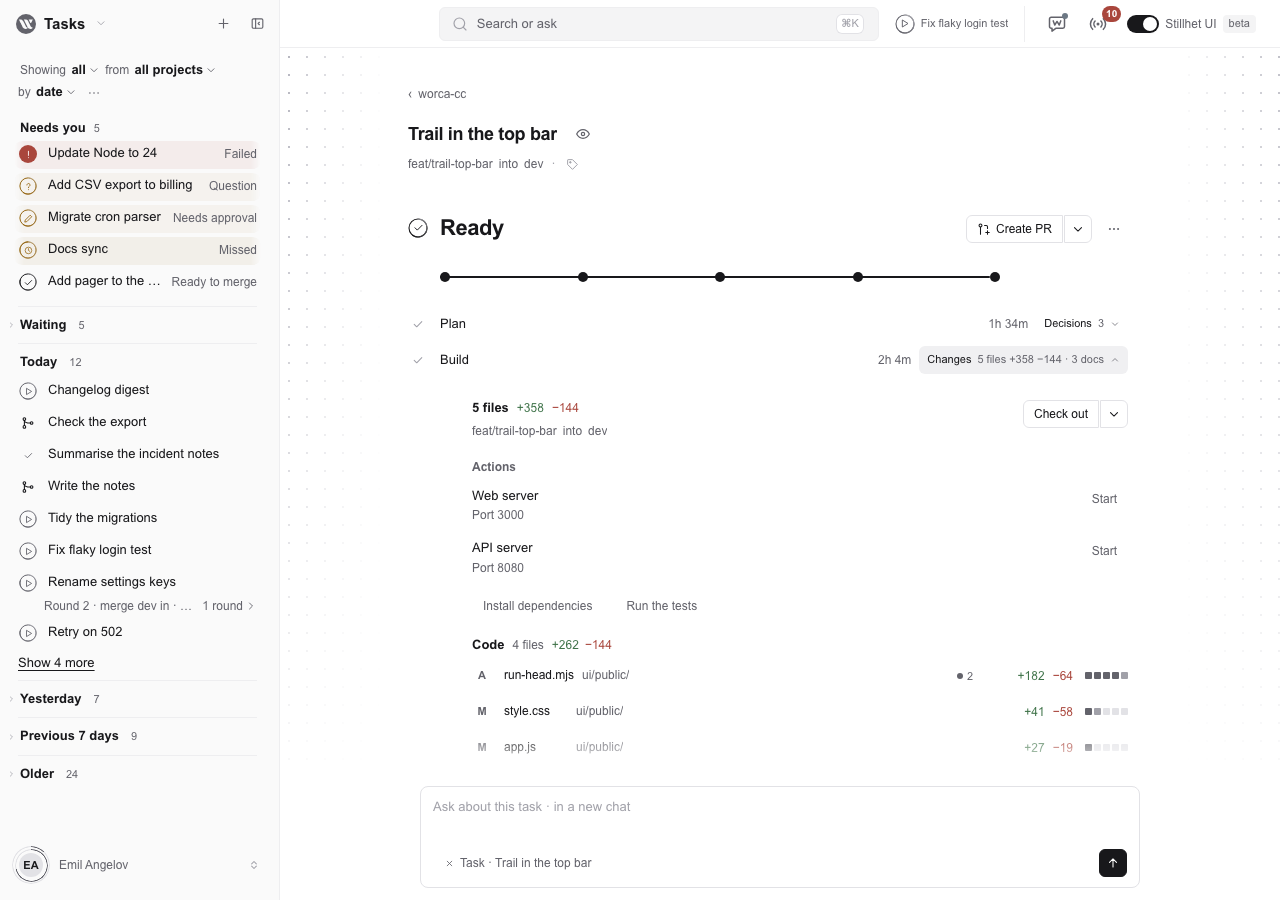 Tasks
Search or ask
⌘K
Fix flaky login test
10
Stillhet UI
beta
Showing all from all projects
by date ···
Needs you 5
Update Node to 24 Failed
Add CSV export to billing Question
Migrate cron parser Needs approval
Docs sync Missed
Add pager to the … Ready to merge
Waiting 5
Today 12
Changelog digest
Check the export
Summarise the incident notes
Write the notes
Tidy the migrations
Fix flaky login test
Rename settings keys
Round 2 · merge dev in · … 1 round
Retry on 502
Show 4 more
Yesterday 7
Previous 7 days 9
Older 24
EA
Emil Angelov
‹ worca-cc
Trail in the top bar
feat/trail-top-bar into dev ·
Ready
Create PR
···
Plan 1h 34m Decisions 3
Build 2h 4m Changes 5 files +358 −144 · 3 docs
5 files +358 −144
Check out
feat/trail-top-bar into dev
Actions
Web server
Start
Port 3000
API server
Start
Port 8080
Install dependencies Run the tests
Code 4 files +262 −144
A run-head.mjs ui/public/ 2 +182 −64
M style.css ui/public/ +41 −58
M app.js ui/public/ +27 −19
Ask about this task · in a new chat
× Task · Trail in the top bar